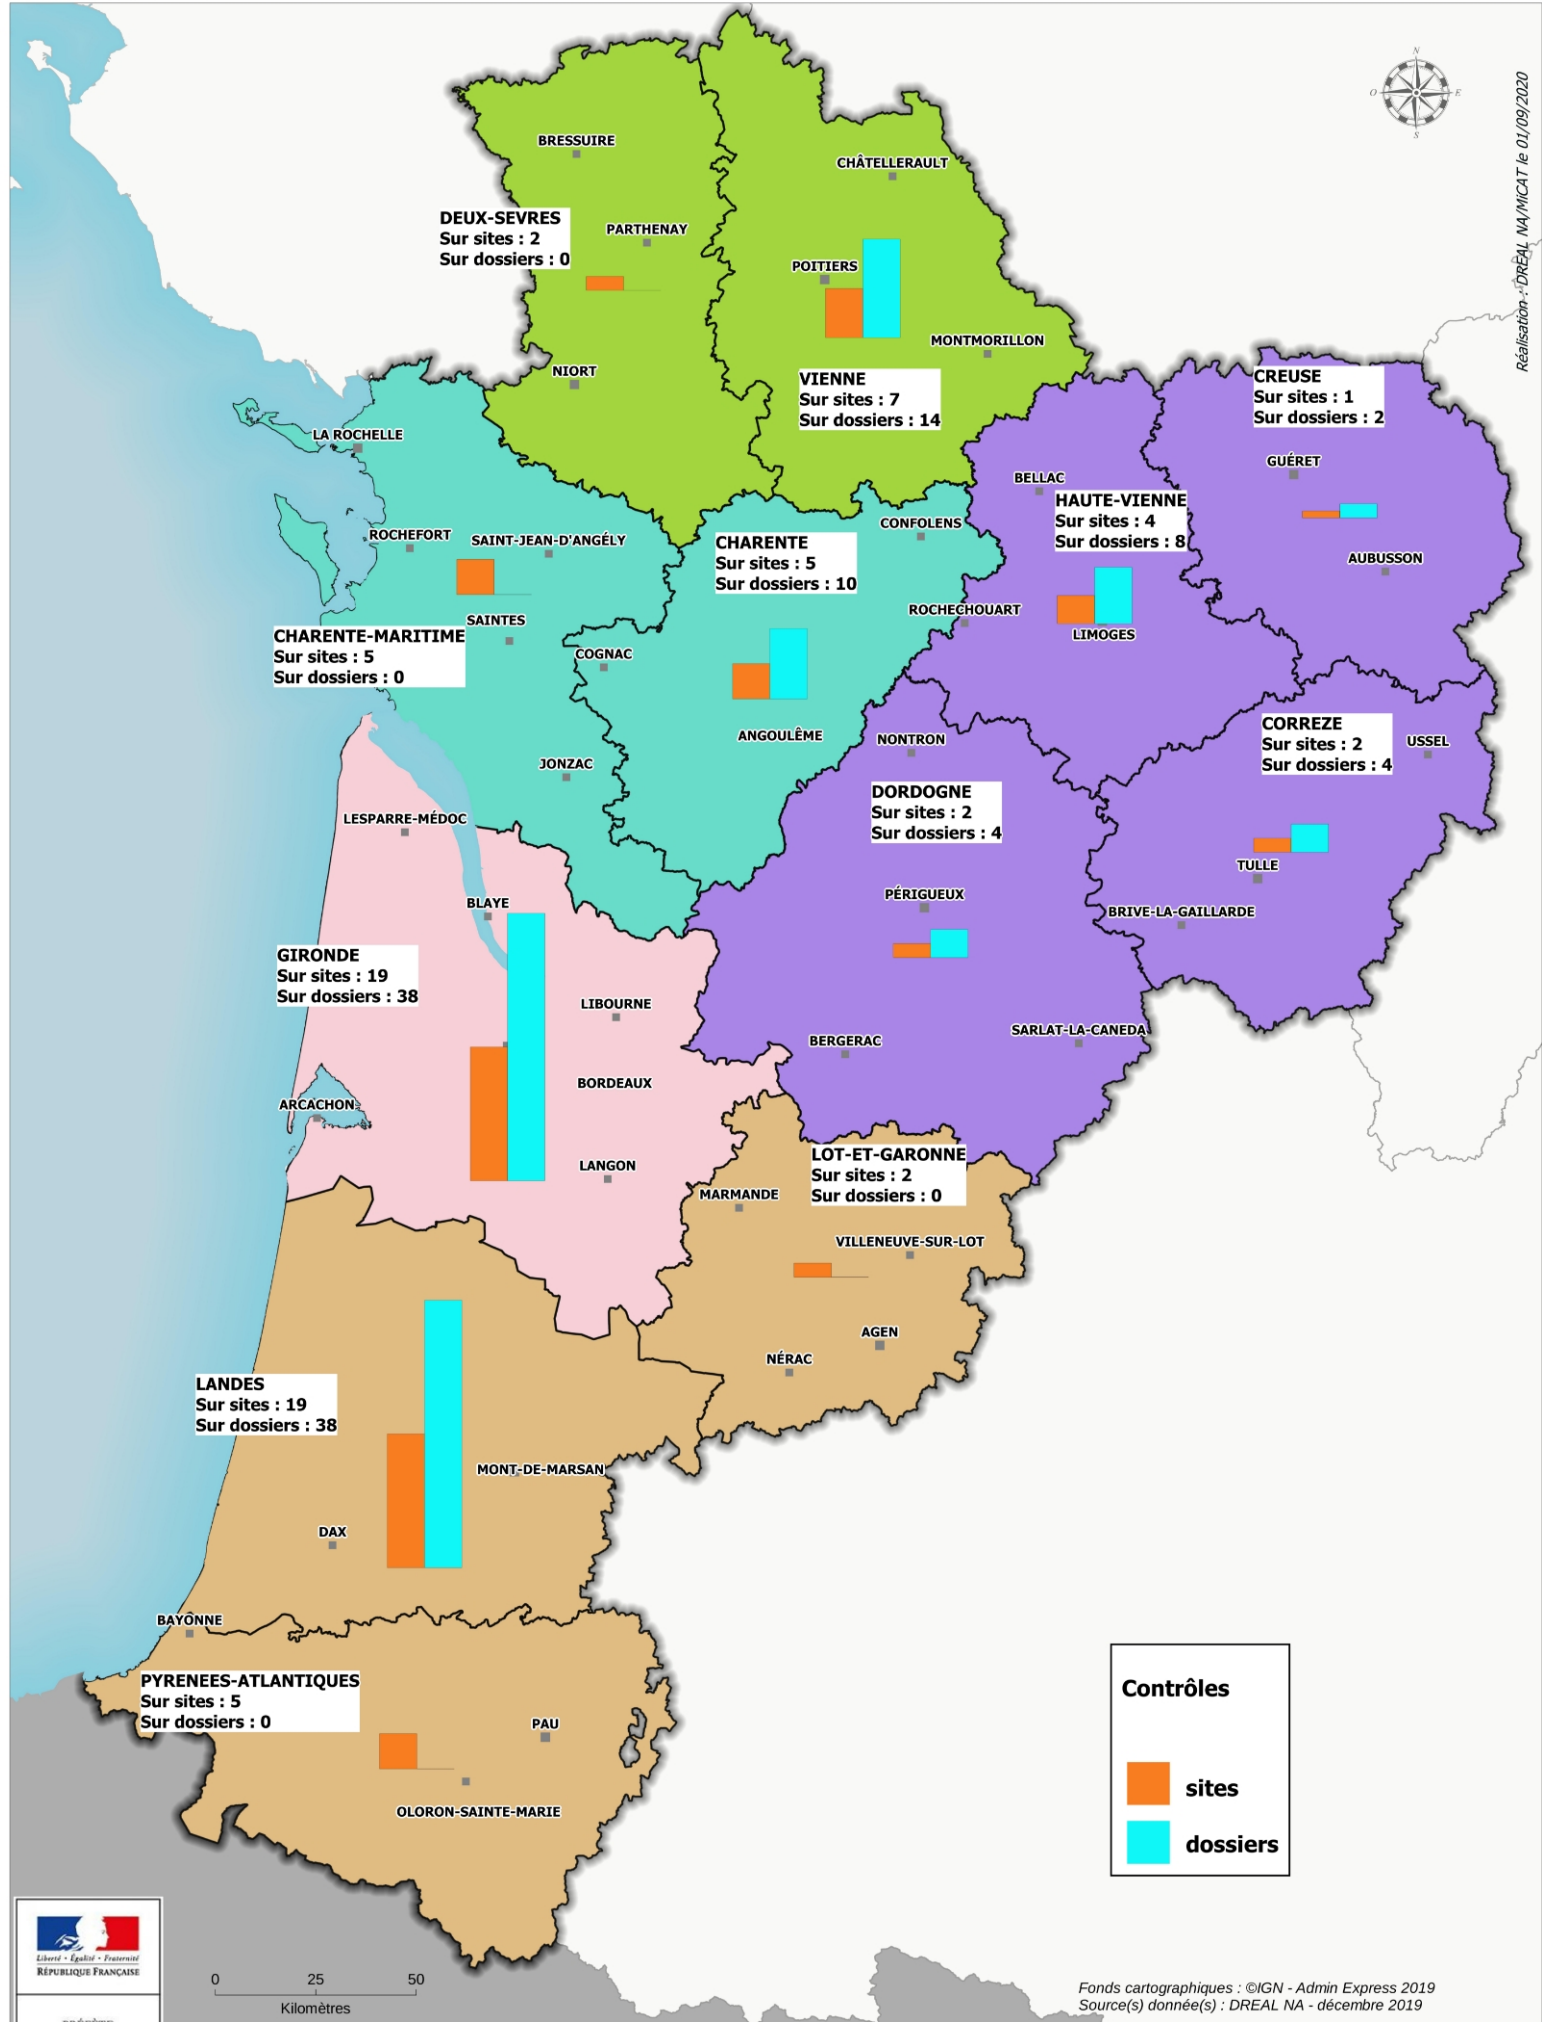 N
O
E
S
Réalisation : DREAL NA/MiCAT le 01/09/2020
BRESSUIRE
CHÂTELLERAULT
DEUX-SEVRES
Sur sites : 2
Sur dossiers : 0
PARTHENAY
POITIERS
MONTMORILLON
NIORT
VIENNE
Sur sites : 7
Sur dossiers : 14
CREUSE
Sur sites : 1
Sur dossiers : 2
LA ROCHELLE
GUÉRET
BELLAC
HAUTE-VIENNE
Sur sites : 4
Sur dossiers : 8
ROCHEFORT
SAINT-JEAN-D'ANGÉLY
CHARENTE
Sur sites : 5
Sur dossiers : 10
CONFOLENS
AUBUSSON
ROCHECHOUART
SAINTES
LIMOGES
CHARENTE-MARITIME
Sur sites : 5
Sur dossiers : 0
COGNAC
ANGOULÊME
NONTRON
CORREZE
Sur sites : 2
Sur dossiers : 4
USSEL
JONZAC
DORDOGNE
Sur sites : 2
Sur dossiers : 4
LESPARRE-MÉDOC
TULLE
PÉRIGUEUX
BLAYE
BRIVE-LA-GAILLARDE
GIRONDE
Sur sites : 19
Sur dossiers : 38
LIBOURNE
BERGERAC
SARLAT-LA-CANEDA
BORDEAUX
ARCACHON
LANGON
LOT-ET-GARONNE
Sur sites : 2
Sur dossiers : 0
MARMANDE
VILLENEUVE-SUR-LOT
AGEN
NÉRAC
LANDES
Sur sites : 19
Sur dossiers : 38
MONT-DE-MARSAN
DAX
BAYONNE
PYRENEES-ATLANTIQUES
Sur sites : 5
Sur dossiers : 0
PAU
OLORON-SAINTE-MARIE
Contrôles
sites
dossiers
Liberté • Égalité • Fraternité
RÉPUBLIQUE FRANÇAISE
0 25 50
Kilomètres
Fonds cartographiques : ©IGN - Admin Express 2019
Source(s) donnée(s) : DREAL NA - décembre 2019